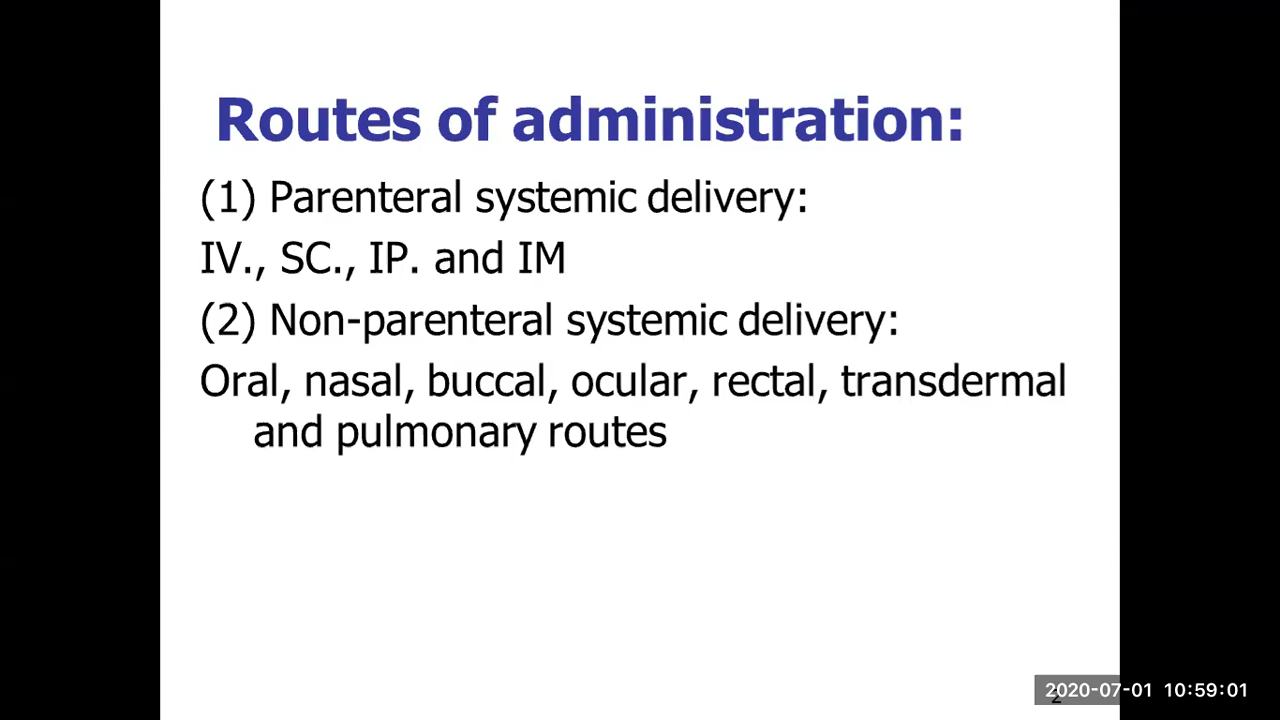 Routes of administration:
(1) Parenteral systemic delivery:
IV., SC., IP. and IM
(2) Non-parenteral systemic delivery:
Oral, nasal, buccal, ocular, rectal, transdermal
and pulmonary routes
2020-07-01 10:59:01
2